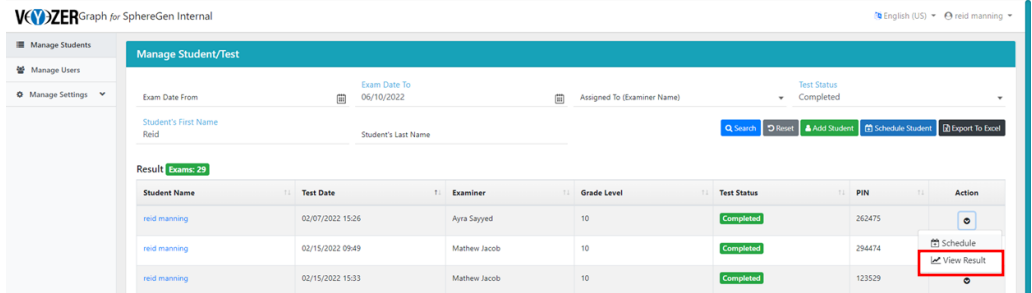 VOYZER Graph for SphereGen Internal
English (US)
reid manning
Manage Students
Manage Users
Manage Settings
Manage Student/Test
Exam Date From
Exam Date To
06/10/2022
Assigned To (Examiner Name)
Test Status
Completed
Student's First Name
Reid
Student's Last Name
Search
Reset
Add Student
Schedule Student
Export To Excel
Result Exams: 29
Student Name Test Date Examiner Grade Level Test Status PIN Action
reid manning 02/07/2022 15:26 Ayra Sayyed 10 Completed 262475
Schedule
reid manning 02/15/2022 09:49 Mathew Jacob 10 Completed 294474
View Result
reid manning 02/15/2022 15:33 Mathew Jacob 10 Completed 123529